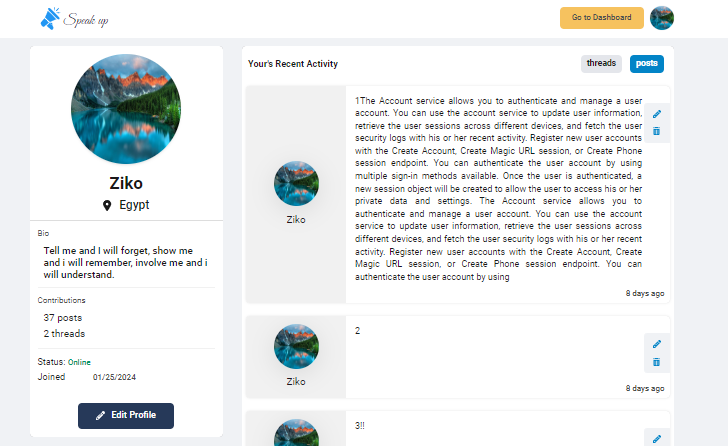 Speak up
Go to Dashboard
Ziko
Egypt
Bio
Tell me and I will forget, show me
and i will remember, involve me and i
will understand.
Contributions
37 posts
2 threads
Status: Online
Joined 01/25/2024
Edit Profile
Your's Recent Activity
threads
posts
Ziko
1The Account service allows you to authenticate and manage a user
account. You can use the account service to update user information,
retrieve the user sessions across different devices, and fetch the user
security logs with his or her recent activity. Register new user accounts
with the Create Account, Create Magic URL session, or Create Phone
session endpoint. You can authenticate the user account by using
multiple sign-in methods available. Once the user is authenticated, a
new session object will be created to allow the user to access his or her
private data and settings. The Account service allows you to
authenticate and manage a user account. You can use the account
service to update user information, retrieve the user sessions across
different devices, and fetch the user security logs with his or her recent
activity. Register new user accounts with the Create Account, Create
Magic URL session, or Create Phone session endpoint. You can
authenticate the user account by using
8 days ago
Ziko
2
8 days ago
3!!